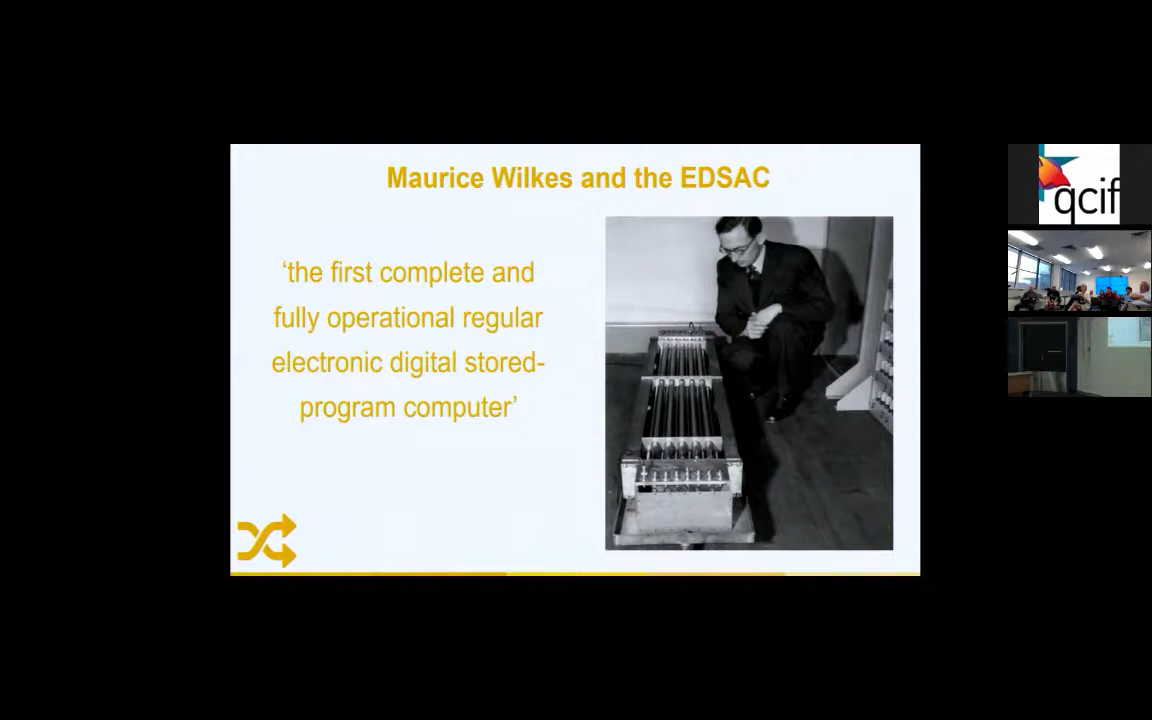 Maurice Wilkes and the EDSAC
‘the first complete and
fully operational regular
electronic digital stored-
program computer’
qcif